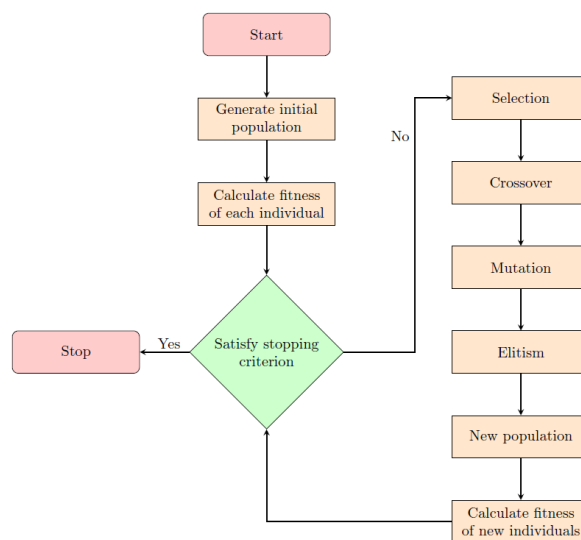 Start
Generate initial
population
Calculate fitness
of each individual
Satisfy stopping
criterion
Yes
Stop
No
Selection
Crossover
Mutation
Elitism
New population
Calculate fitness
of new individuals